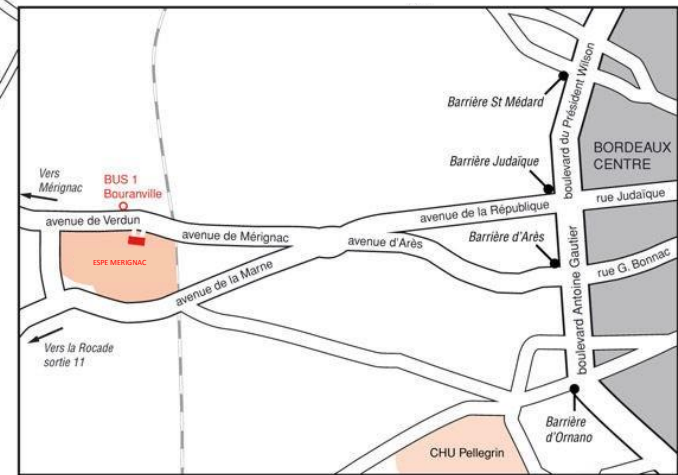 boulevard du Président Wilson
Barrière St Médard
BORDEAUX
CENTRE
Barrière Judaïque
Vers
Mérignac
BUS 1
Bouranville
rue Judaïque
avenue de la République
avenue de Verdun
avenue de Mérignac
avenue d'Arès
Barrière d'Arès
ESPE MERIGNAC
avenue de la Marne
rue G. Bonnac
boulevard Antoine Gautier
Vers la Rocade
sortie 11
Barrière
d'Ornano
CHU Pellegrin